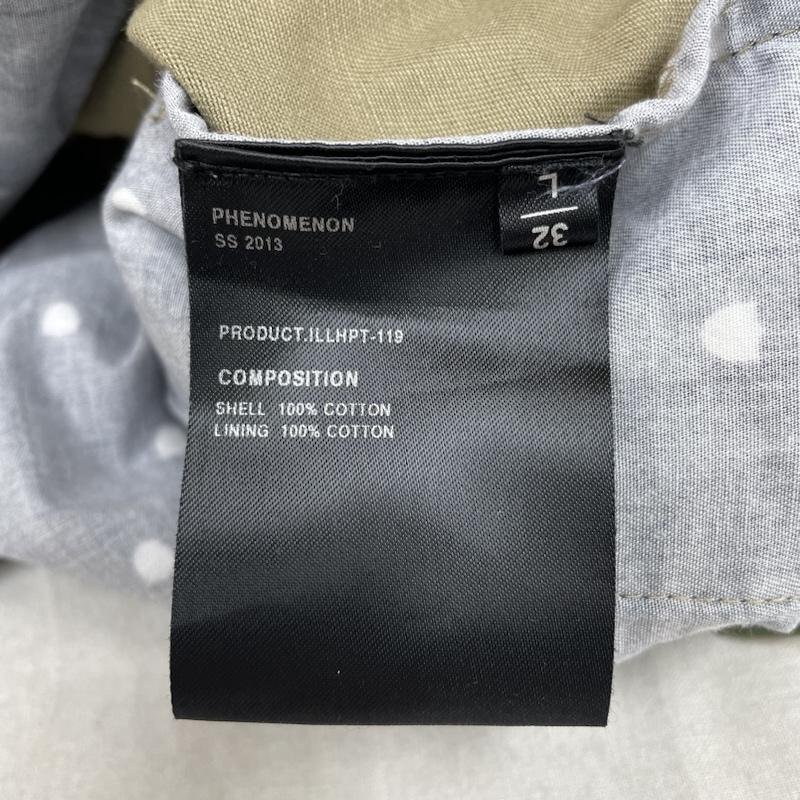 PHENOMENON
SS 2013
L
32
PRODUCT.ILLHPT-119
COMPOSITION
SHELL 100% COTTON
LINING 100% COTTON